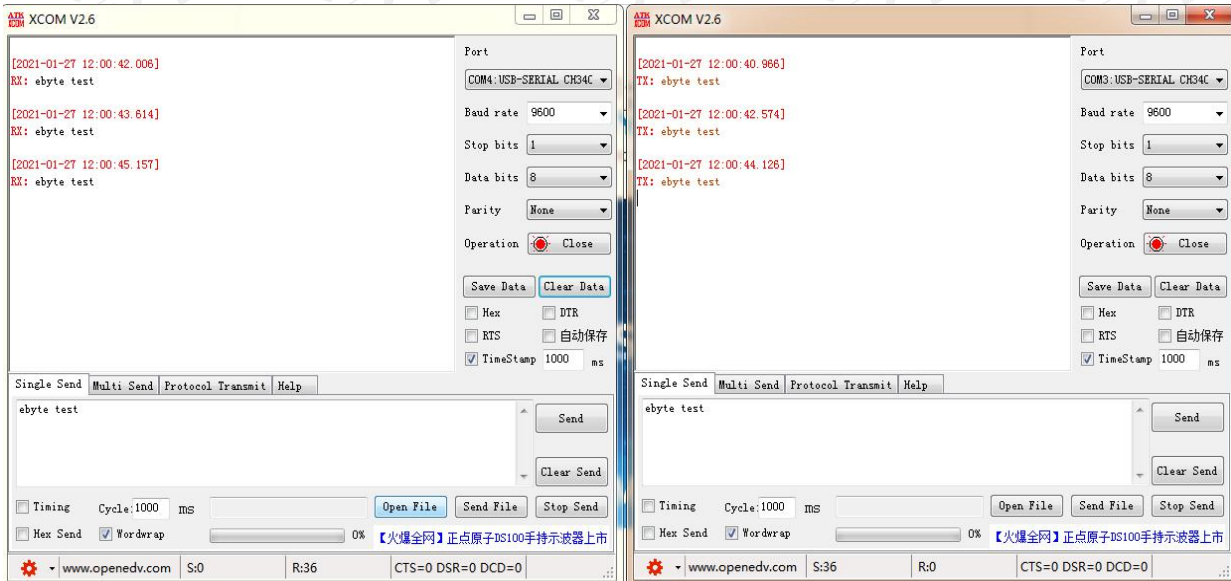 XCOM V2.6
[2021-01-27 12:00:42.006]
RX: ebyte test
[2021-01-27 12:00:43.614]
RX: ebyte test
[2021-01-27 12:00:45.157]
RX: ebyte test
Port
COM4:USB-SERIAL CH34C
Baud rate 9600
Stop bits 1
Data bits 8
Parity None
Operation Close
Save Data Clear Data
Hex DTR
RTS 自动保存
TimeStamp 1000 ms
Single Send Multi Send Protocol Transmit Help
ebyte test
Send
Clear Send
Timing Cycle:1000 ms Open File Send File Stop Send
Hex Send Wordwrap 0% 【火爆全网】正点原子DS100手持示波器上市
www.openedv.com S:0 R:36 CTS=0 DSR=0 DCD=0
XCOM V2.6
[2021-01-27 12:00:40.966]
TX: ebyte test
[2021-01-27 12:00:42.574]
TX: ebyte test
[2021-01-27 12:00:44.126]
TX: ebyte test
Port
COM3:USB-SERIAL CH34C
Baud rate 9600
Stop bits 1
Data bits 8
Parity None
Operation Close
Save Data Clear Data
Hex DTR
RTS 自动保存
TimeStamp 1000 ms
Single Send Multi Send Protocol Transmit Help
ebyte test
Send
Clear Send
Timing Cycle:1000 ms Open File Send File Stop Send
Hex Send Wordwrap 0% 【火爆全网】正点原子DS100手持示波器上市
www.openedv.com S:36 R:0 CTS=0 DSR=0 DCD=0